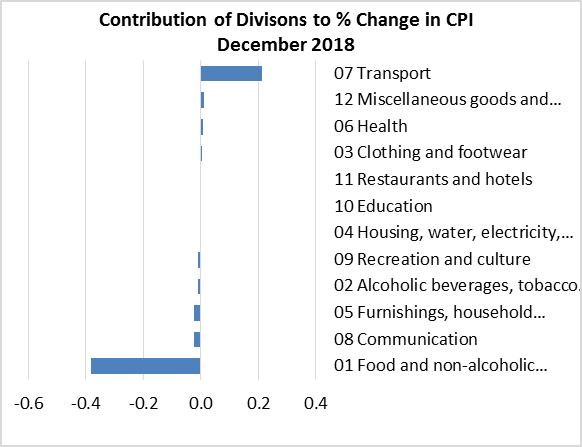 Contribution of Divisons to % Change in CPI
December 2018
07 Transport
12 Miscellaneous goods and...
06 Health
03 Clothing and footwear
11 Restaurants and hotels
10 Education
04 Housing, water, electricity,...
09 Recreation and culture
02 Alcoholic beverages, tobacco.
05 Furnishings, household...
08 Communication
01 Food and non-alcoholic...
-0.6 -0.4 -0.2 0.0 0.2 0.4